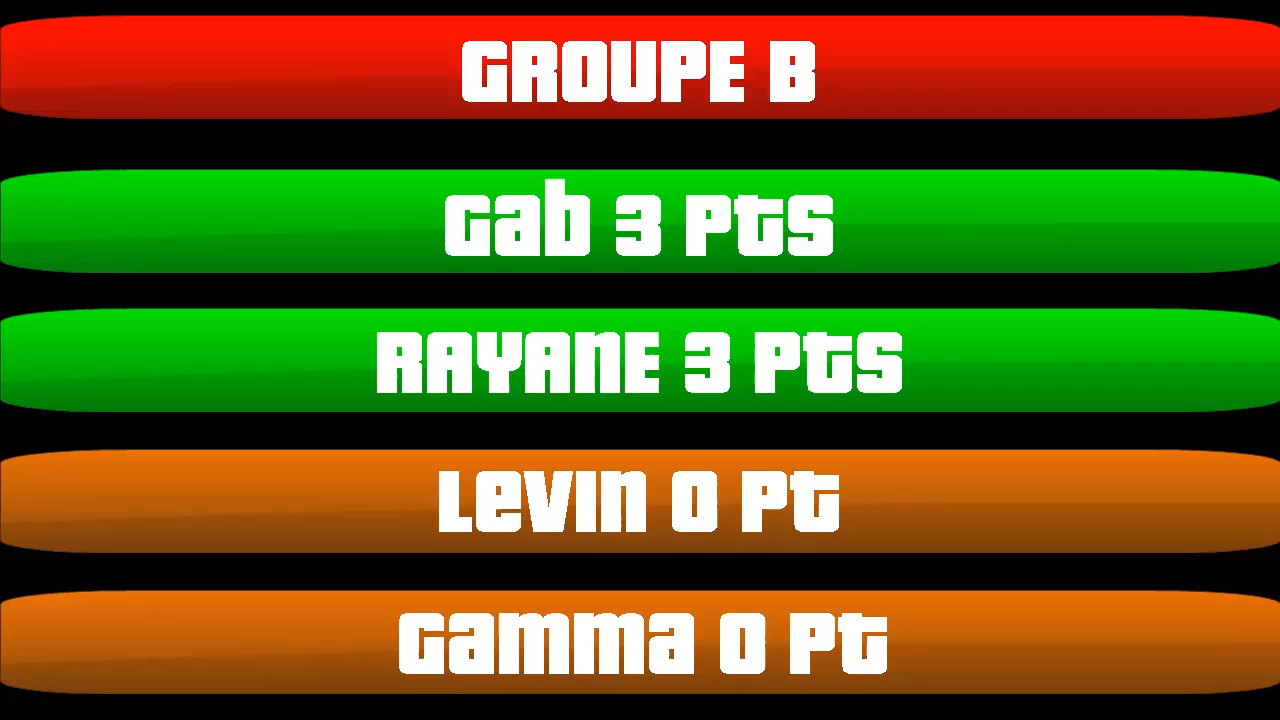 GROUPE B
Gab 3 Pts
RAYANE 3 Pts
Levin 0 Pt
Gamma 0 Pt